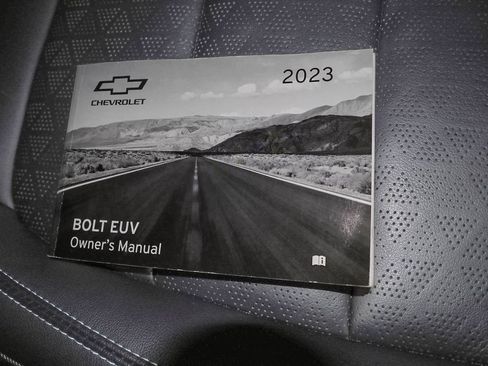 2023
CHEVROLET
BOLT EUV
Owner's Manual